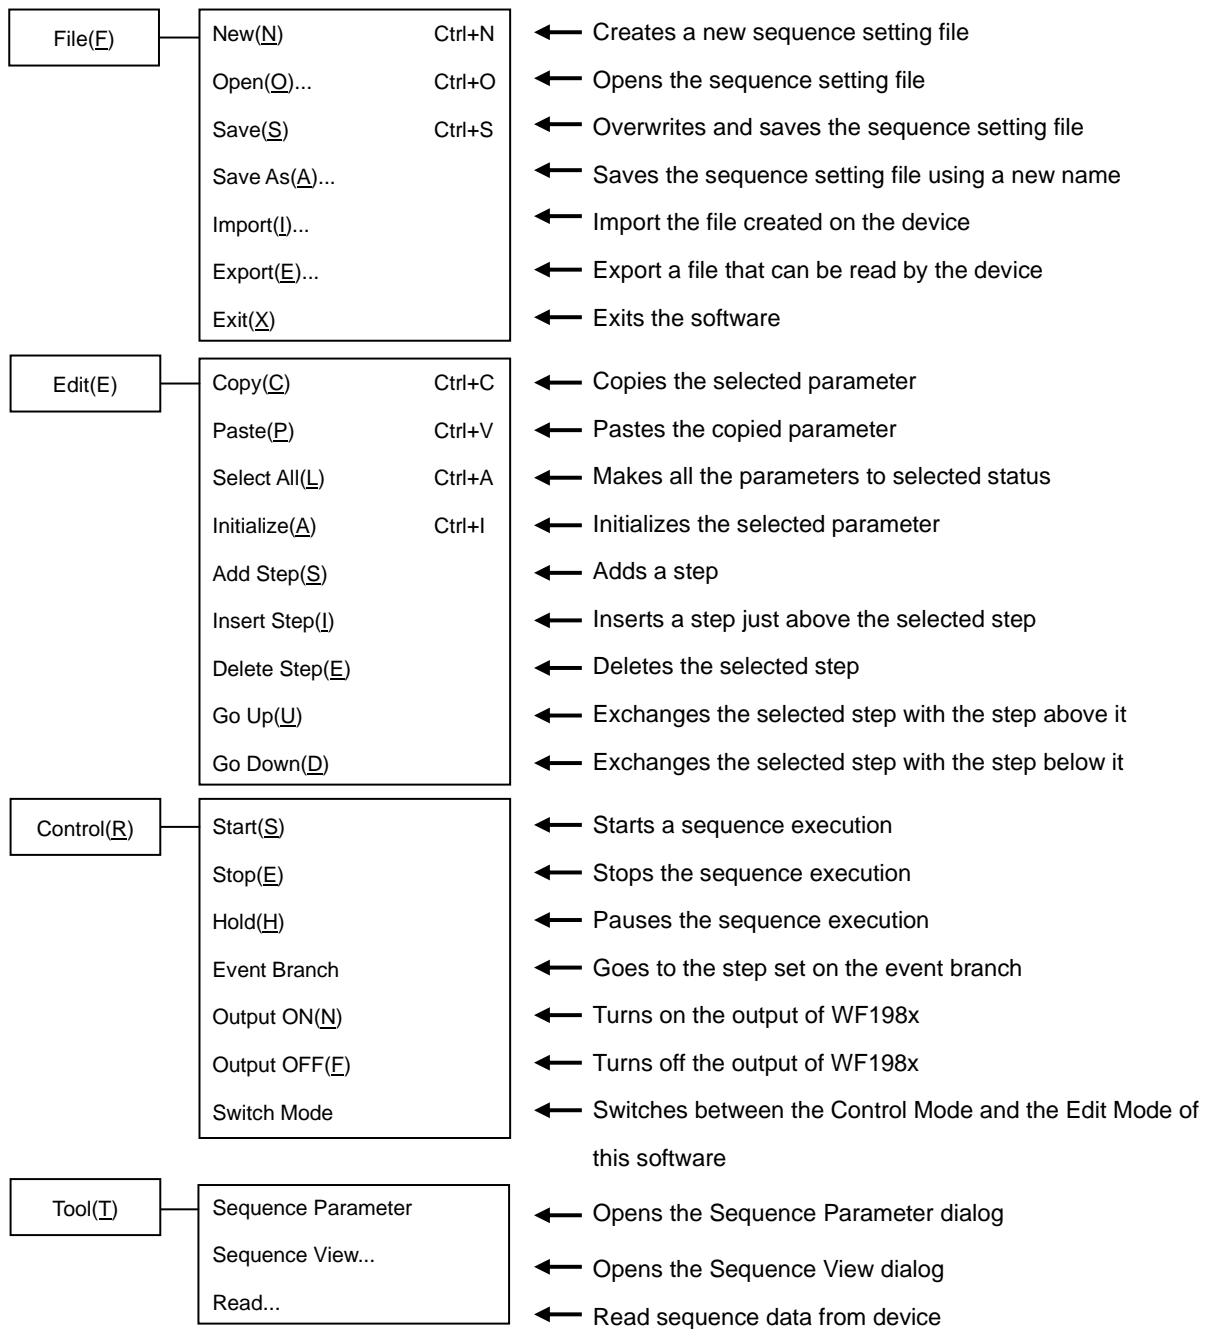 File(F)
New(N) Ctrl+N Creates a new sequence setting file
Open(O)... Ctrl+O Opens the sequence setting file
Save(S) Ctrl+S Overwrites and saves the sequence setting file
Save As(A)... Saves the sequence setting file using a new name
Import(I)... Import the file created on the device
Export(E)... Export a file that can be read by the device
Exit(X) Exits the software
Edit(E)
Copy(C) Ctrl+C Copies the selected parameter
Paste(P) Ctrl+V Pastes the copied parameter
Select All(L) Ctrl+A Makes all the parameters to selected status
Initialize(A) Ctrl+I Initializes the selected parameter
Add Step(S) Adds a step
Insert Step(I) Inserts a step just above the selected step
Delete Step(E) Deletes the selected step
Go Up(U) Exchanges the selected step with the step above it
Go Down(D) Exchanges the selected step with the step below it
Control(R)
Start(S) Starts a sequence execution
Stop(E) Stops the sequence execution
Hold(H) Pauses the sequence execution
Event Branch Goes to the step set on the event branch
Output ON(N) Turns on the output of WF198x
Output OFF(F) Turns off the output of WF198x
Switch Mode Switches between the Control Mode and the Edit Mode of
this software
Tool(T)
Sequence Parameter Opens the Sequence Parameter dialog
Sequence View... Opens the Sequence View dialog
Read... Read sequence data from device